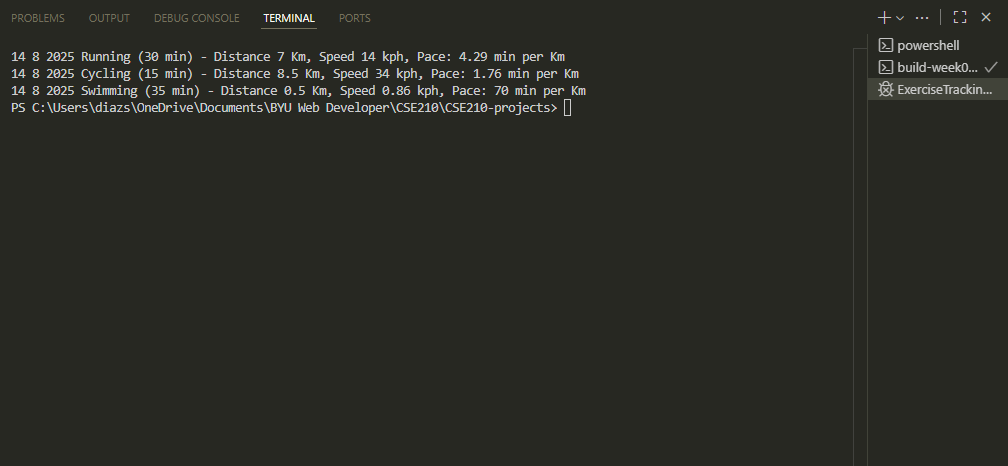 PROBLEMS OUTPUT DEBUG CONSOLE TERMINAL PORTS
14 8 2025 Running (30 min) - Distance 7 Km, Speed 14 kph, Pace: 4.29 min per Km
14 8 2025 Cycling (15 min) - Distance 8.5 Km, Speed 34 kph, Pace: 1.76 min per Km
14 8 2025 Swimming (35 min) - Distance 0.5 Km, Speed 0.86 kph, Pace: 70 min per Km
PS C:\Users\diazs\OneDrive\Documents\BYU Web Developer\CSE210\CSE210-projects>
powershell
build-week0...
ExerciseTrackin...